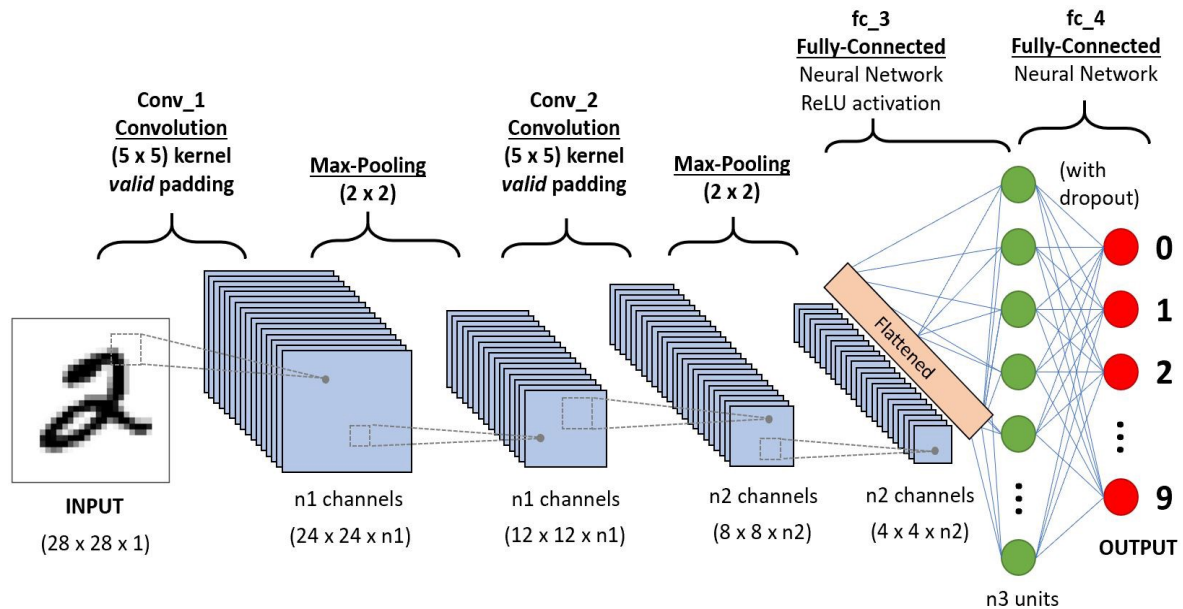 fc_3
Fully-Connected
Neural Network
ReLU activation
fc_4
Fully-Connected
Neural Network
Conv_1
Convolution
(5 x 5) kernel
valid padding
Max-Pooling
(2 x 2)
Conv_2
Convolution
(5 x 5) kernel
valid padding
Max-Pooling
(2 x 2)
(with
dropout)
0
1
2
9
Flattened
INPUT
(28 x 28 x 1)
n1 channels
(24 x 24 x n1)
n1 channels
(12 x 12 x n1)
n2 channels
(8 x 8 x n2)
n2 channels
(4 x 4 x n2)
OUTPUT
n3 units